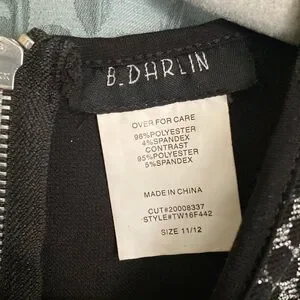 B.DARLIN
OVER FOR CARE
96%POLYESTER
4%SPANDEX
CONTRAST
95%POLYESTER
5%SPANDEX
MADE IN CHINA
CUT#20008337
STYLE#TW16F442
SIZE 11/12